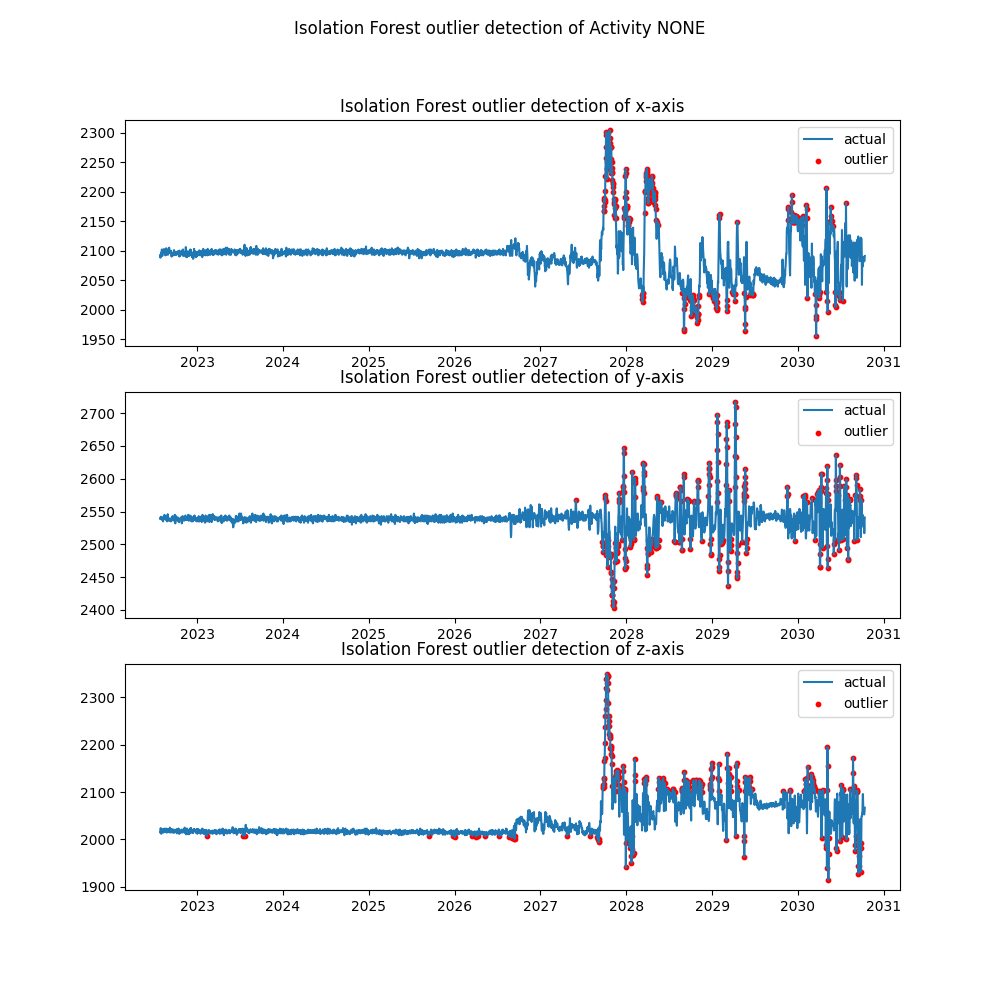 Isolation Forest outlier detection of Activity NONE
Isolation Forest outlier detection of x-axis
2300
2250
2200
2150
2100
2050
2000
1950
actual
outlier
2023 2024 2025 2026 2027 2028 2029 2030 2031
Isolation Forest outlier detection of y-axis
2700
2650
2600
2550
2500
2450
2400
actual
outlier
2023 2024 2025 2026 2027 2028 2029 2030 2031
Isolation Forest outlier detection of z-axis
2300
2200
2100
2000
1900
actual
outlier
2023 2024 2025 2026 2027 2028 2029 2030 2031